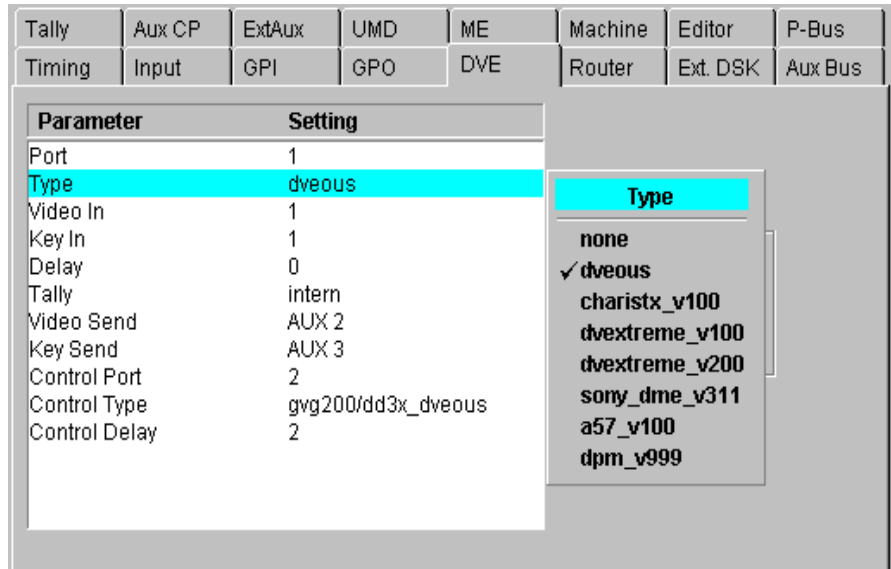 Tally Aux CP ExtAux UMD ME Machine Editor P-Bus
Timing Input GPI GPO DVE Router Ext. DSK Aux Bus
Parameter Setting
Port 1
Type dveous
Video In 1
Key In 1
Delay 0
Tally intern
Video Send AUX 2
Key Send AUX 3
Control Port 2
Control Type gvg200/dd3x_dveous
Control Delay 2
Type
none
✓ dveous
charistx_v100
dvextreme_v100
dvextreme_v200
sony_dme_v311
a57_v100
dpm_v999